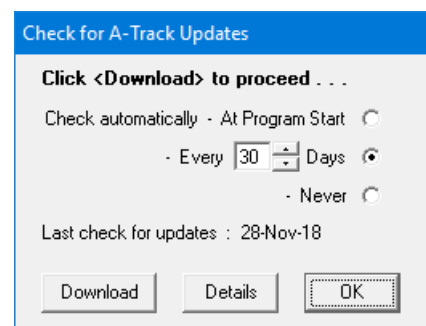 Check for A-Track Updates
Click <Download> to proceed . . .
Check automatically - At Program Start
- Every 30 Days
- Never
Last check for updates : 28-Nov-18
Download Details OK